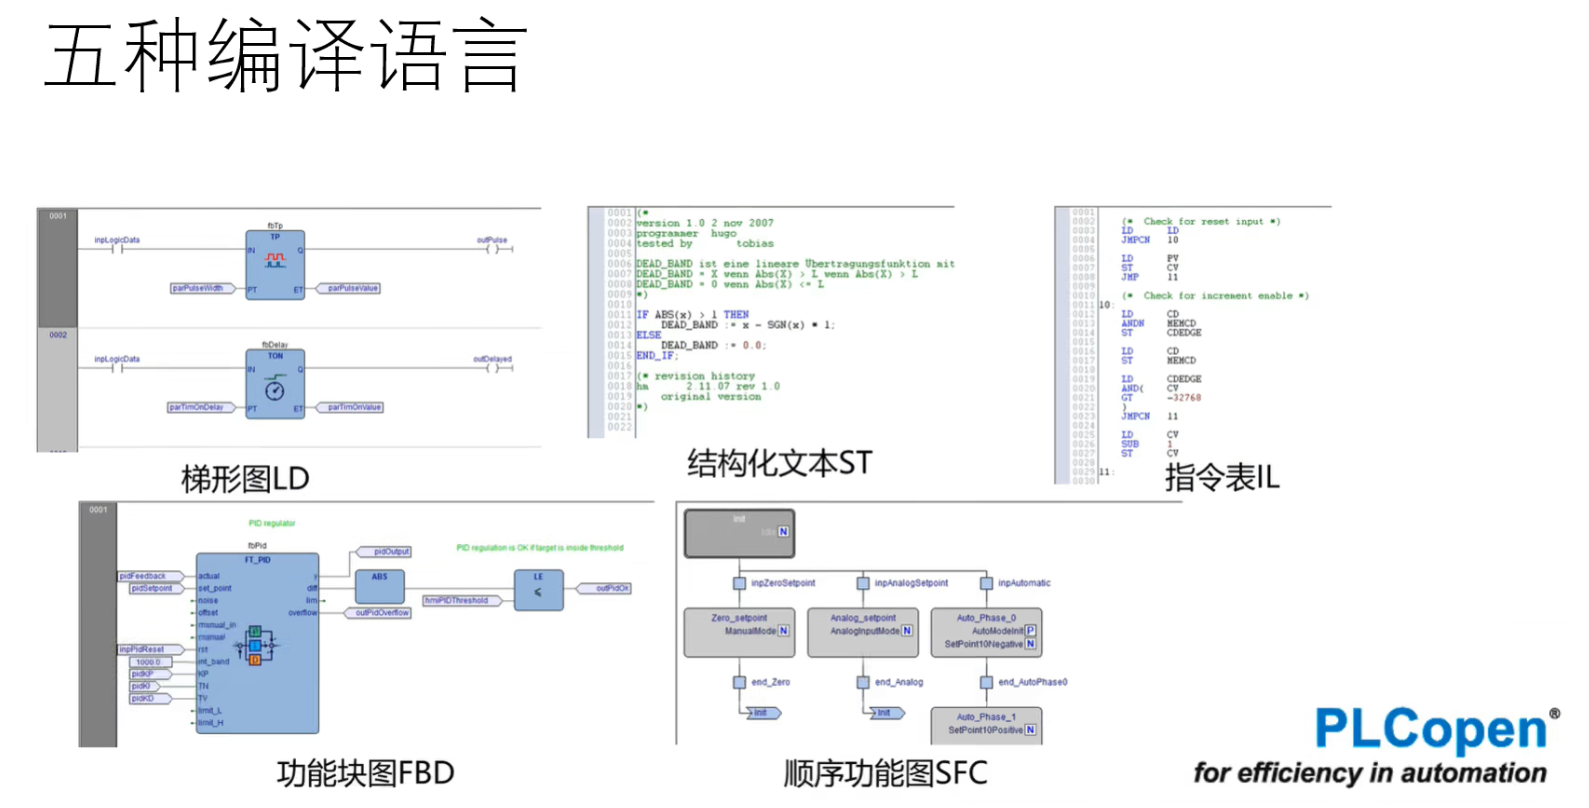 五种编译语言
0001
fbTp
TP
inpLogicData
outPulse
IN
Q
parPulseWidth
PT
ET
parPulseValue
0002
fbDelay
TON
inpLogicData
outDelayed
IN
Q
parTimOnDelay
PT
ET
parTimOnValue
梯形图LD
0001 (*
0002 version 1.0 2 nov 2007
0003 programmer hugo
0004 tested by tobias
0005
0006 DEAD_BAND ist eine lineare Übertragungsfunktion mit
0007 DEAD_BAND = X wenn Abs(X) > L wenn Abs(X) > L
0008 DEAD_BAND = 0 wenn Abs(X) <= L
0009 *)
0010
0011 IF ABS(x) > l THEN
0012 DEAD_BAND := x - SGN(x) * l;
0013 ELSE
0014 DEAD_BAND := 0.0;
0015 END_IF;
0016
0017 (* revision history
0018 hm 2.11.07 rev 1.0
0019 original version
0020 *)
0021
0022
结构化文本ST
0001
0002 (* Check for reset input *)
0003 LD LD
0004 JMPCN 10
0005
0006 LD PV
0007 ST CV
0008 JMP 11
0009
0010 (* Check for increment enable *)
0011 10:
0012 LD CD
0013 ANDN MEMCD
0014 ST CDEDGE
0015
0016 LD CD
0017 ST MEMCD
0018
0019 LD CDEDGE
0020 AND( CV
0021 GT -32768
0022 )
0023 JMPCN 11
0024
0025 LD CV
0026 SUB 1
0027 ST CV
0028
0029 11:
0030
指令表IL
0001
PID regulator
fbPid
FT_PID
pidFeedback
actual
y
pidOutput
pidSetpoint
set_point
diff
noise
lim
offset
overflow
outPidOverflow
manual_in
manual
inpPidReset
rst
1000.0
int_band
pidKP
KP
pidKI
TN
pidKD
TV
limit_L
limit_H
P
I
D
ABS
PID regulation is OK if target is inside threshold
hmiPIDThreshold
LE
≤
outPidOk
功能块图FBD
Init
Idle N
inpZeroSetpoint
inpAnalogSetpoint
inpAutomatic
Zero_setpoint
ManualMode N
Analog_setpoint
AnalogInputMode N
Auto_Phase_0
AutoModeInit P
SetPoint10Negative N
end_Zero
end_Analog
end_AutoPhase0
Init
Init
Auto_Phase_1
SetPoint10Positive N
顺序功能图SFC
PLCopen®
for efficiency in automation